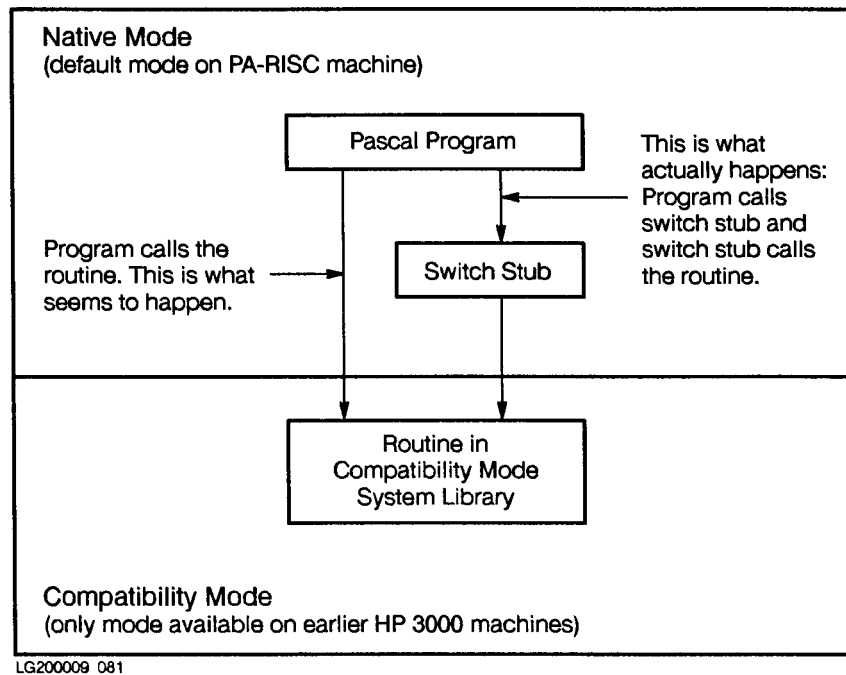 Native Mode
(default mode on PA-RISC machine)
Pascal Program
This is what
actually happens:
Program calls
switch stub and
switch stub calls
the routine.
Program calls the
routine. This is what
seems to happen.
Switch Stub
Routine in
Compatibility Mode
System Library
Compatibility Mode
(only mode available on earlier HP 3000 machines)
LG200009 081